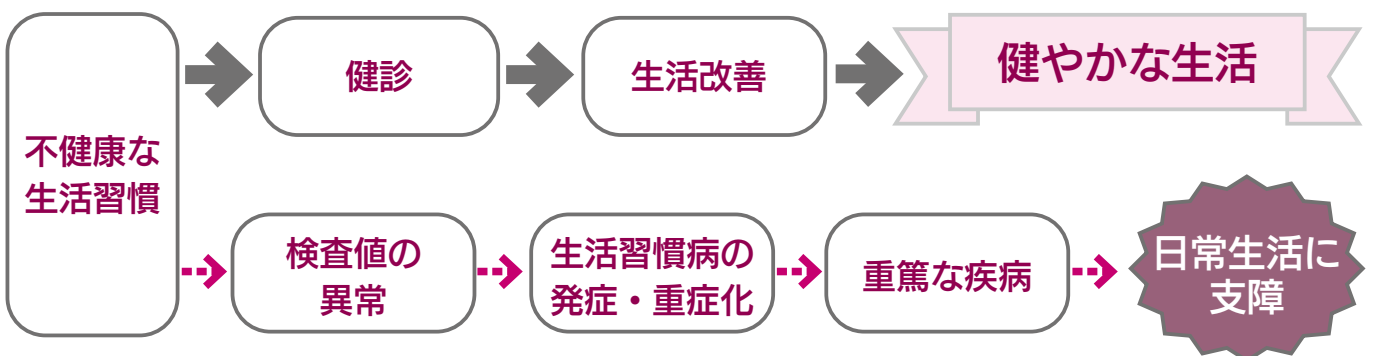 不健康な
生活習慣
健診
生活改善
健やかな生活
検査値の
異常
生活習慣病の
発症・重症化
重篤な疾病
日常生活に
支障